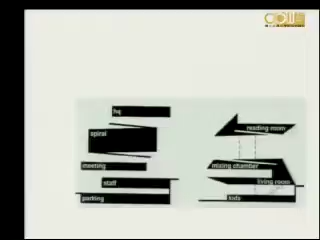 hq
spiral
meeting
staff
parking
reading room
mixing chamber
living room
kids